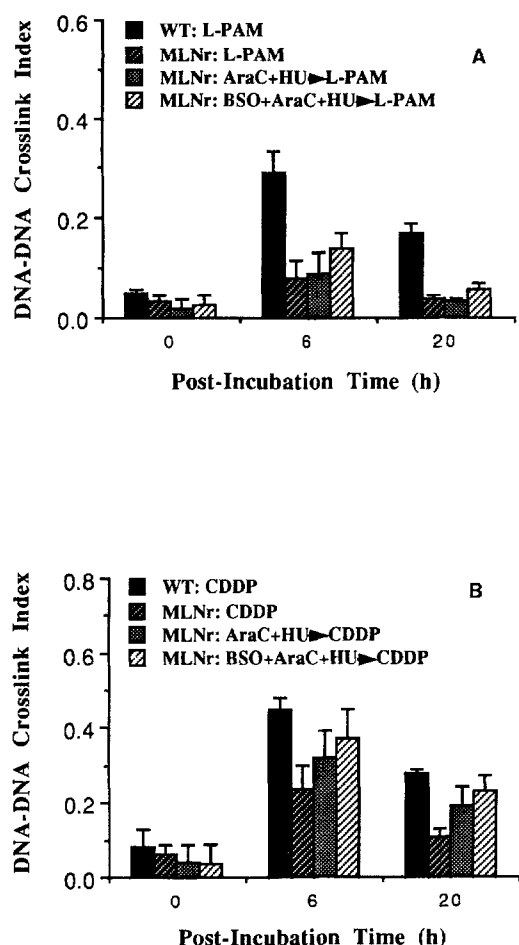 0.6
0.4
0.2
0.0
DNA-DNA Crosslink Index
WT: L-PAM
MLNr: L-PAM
MLNr: AraC+HU►L-PAM
MLNr: BSO+AraC+HU►L-PAM
A
0 6 20
Post-Incubation Time (h)
0.8
0.6
0.4
0.2
0.0
DNA-DNA Crosslink Index
WT: CDDP
MLNr: CDDP
MLNr: AraC+HU►CDDP
MLNr: BSO+AraC+HU►CDDP
B
0 6 20
Post-Incubation Time (h)